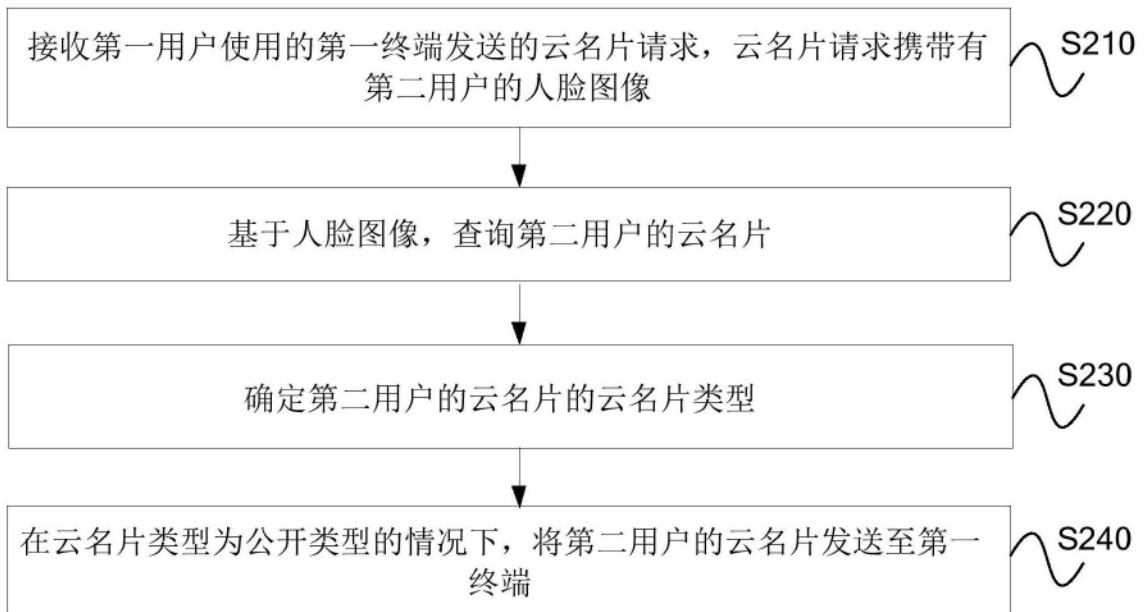 接收第一用户使用的第一终端发送的云名片请求，云名片请求携带有
第二用户的人脸图像
S210
基于人脸图像，查询第二用户的云名片
S220
确定第二用户的云名片的云名片类型
S230
在云名片类型为公开类型的情况下，将第二用户的云名片发送至第一
终端
S240